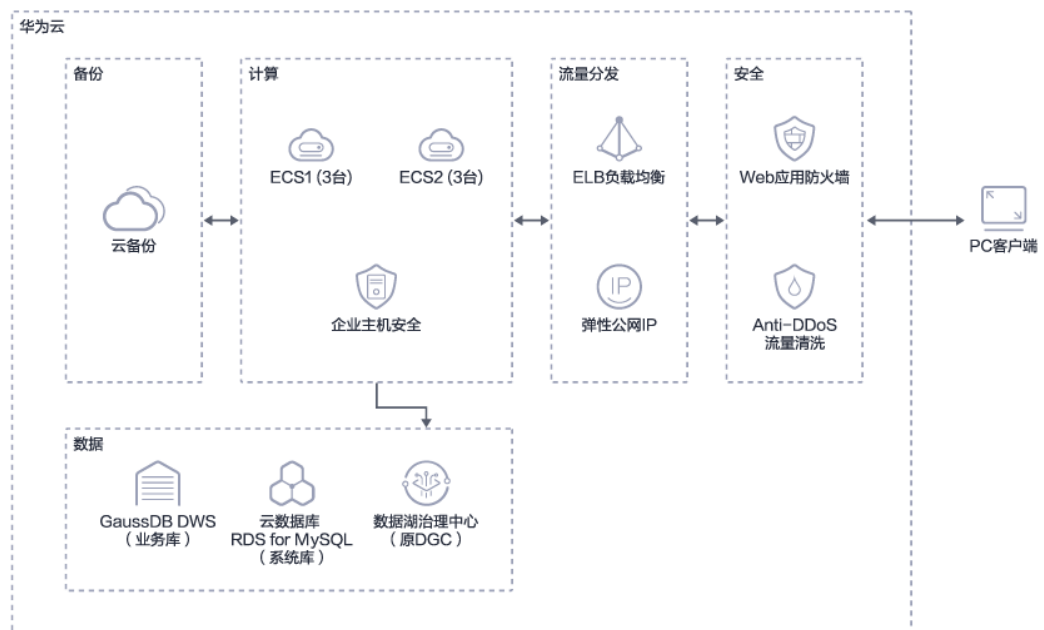 华为云
备份
云备份
计算
ECS1 (3台)
ECS2 (3台)
企业主机安全
流量分发
ELB负载均衡
弹性公网IP
安全
Web应用防火墙
Anti-DDoS
流量清洗
PC客户端
数据
GaussDB DWS
（业务库）
云数据库
RDS for MySQL
（系统库）
数据湖治理中心
（原DGC）